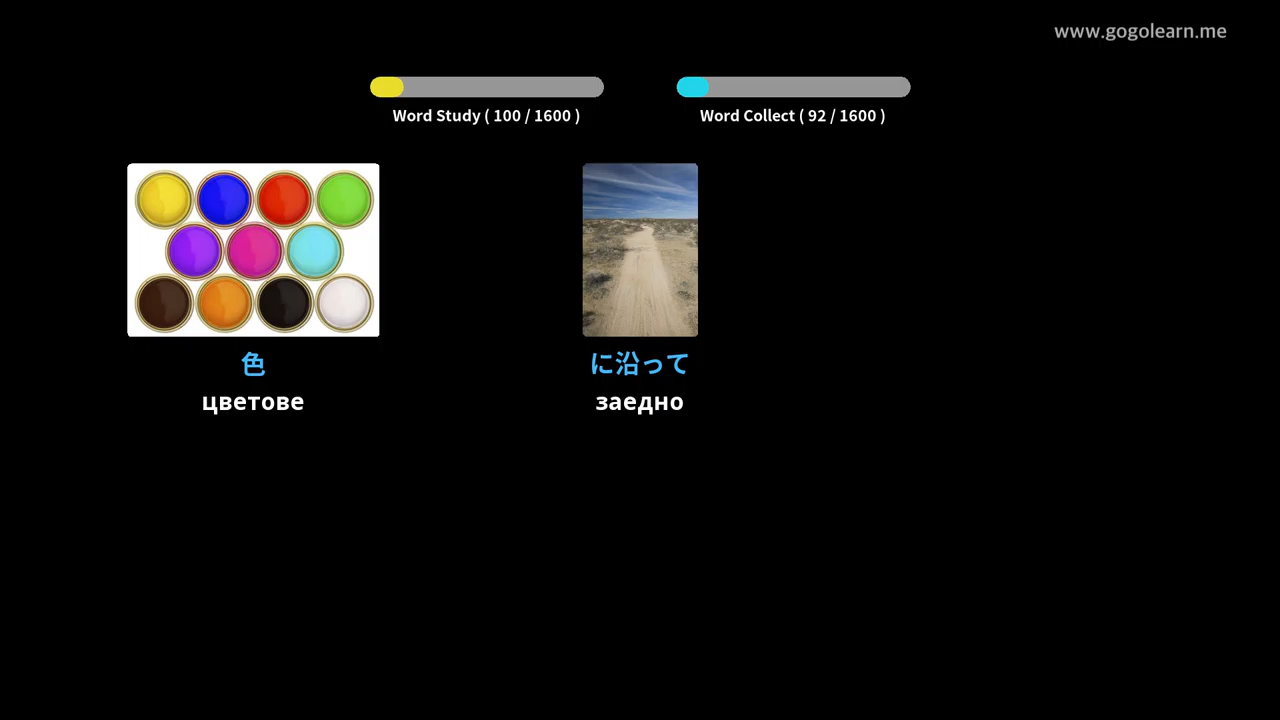 www.gogolearn.me
Word Study ( 100 / 1600 )
Word Collect ( 92 / 1600 )
色
цветове
に沿って
заедно